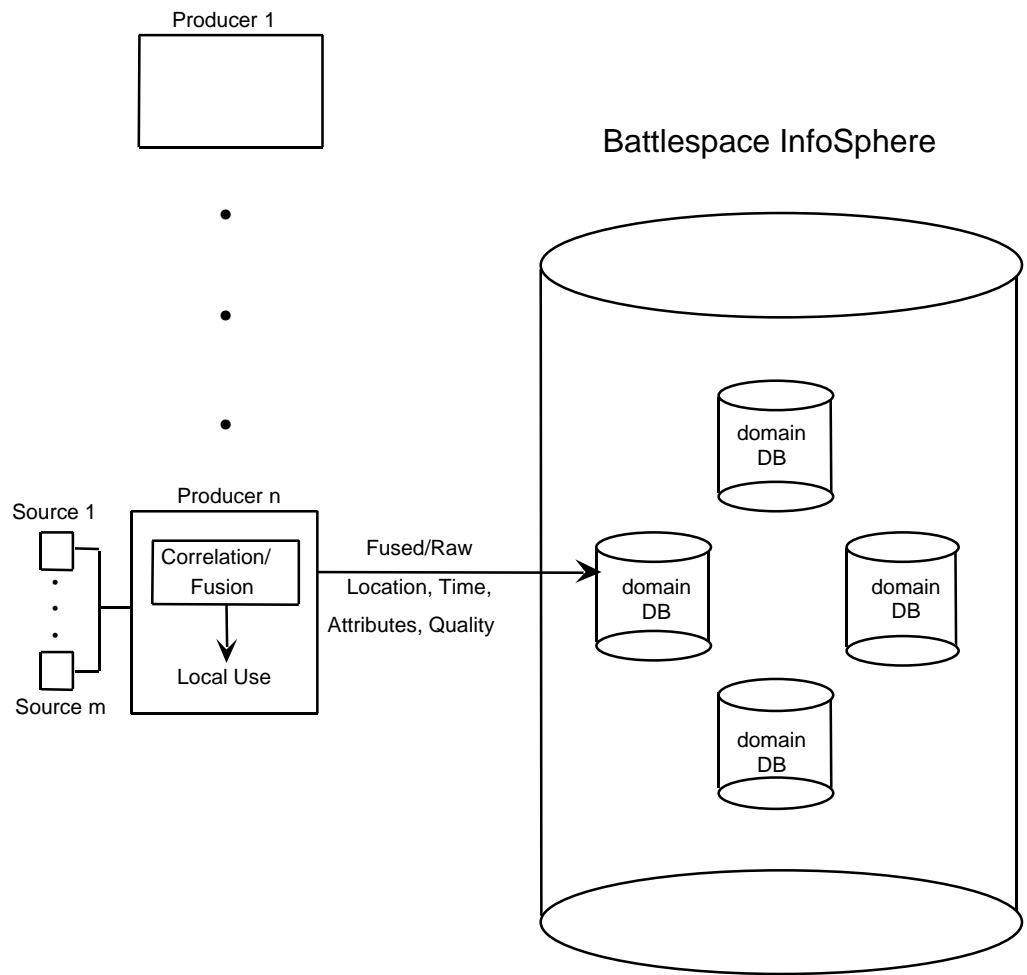 Producer 1
Battlespace InfoSphere
domain
DB
Producer n
Source 1
Correlation/
Fusion
Fused/Raw
Location, Time,
Attributes, Quality
domain
DB
domain
DB
Local Use
Source m
domain
DB